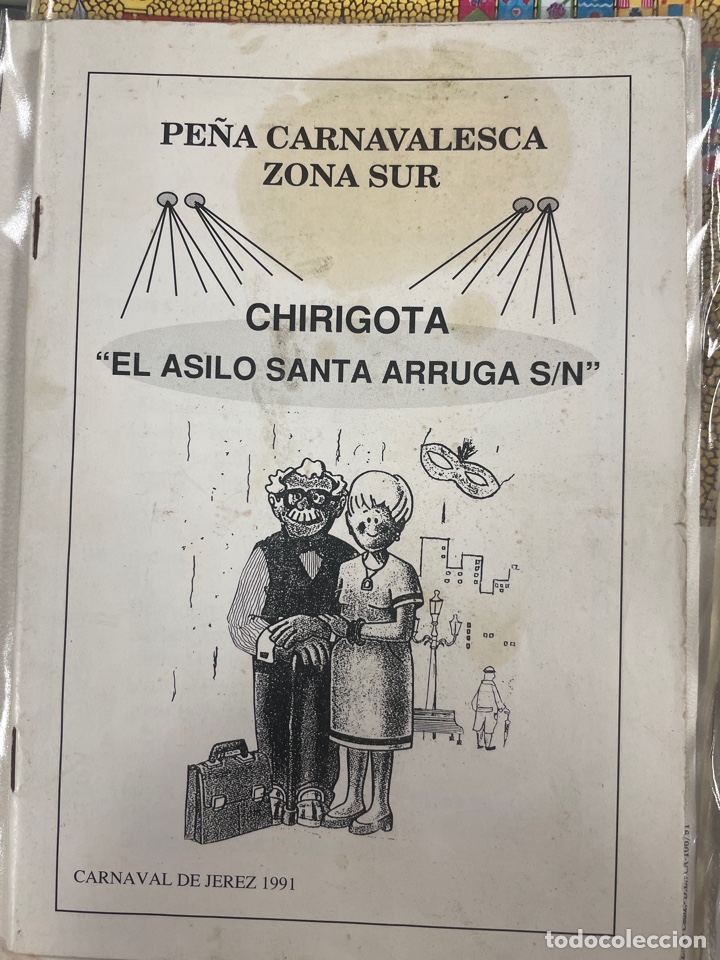 PEÑA CARNAVALESCA
ZONA SUR
CHIRIGOTA
“EL ASILO SANTA ARRUGA S/N”
CARNAVAL DE JEREZ 1991
todocoleccion